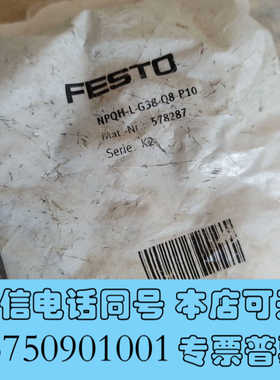 FESTO
NPQH-L-G38-Q8-P10
Mat.-Nr.: 578287
Serie K2
信电话同号 本店可
3750901001 专票普